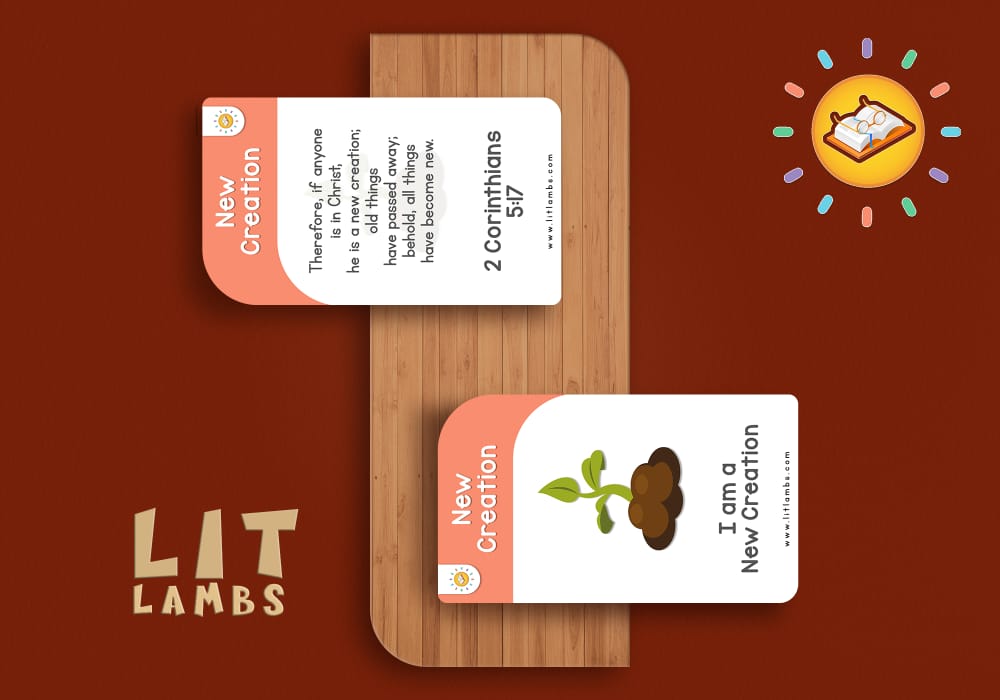 New
Creation
Therefore, if anyone
is in Christ,
he is a new creation;
old things
have passed away;
behold, all things
have become new.
2 Corinthians
5:17
www.litlambs.com
New
Creation
I am a
New Creation
www.litlambs.com
LIT
LAMBS